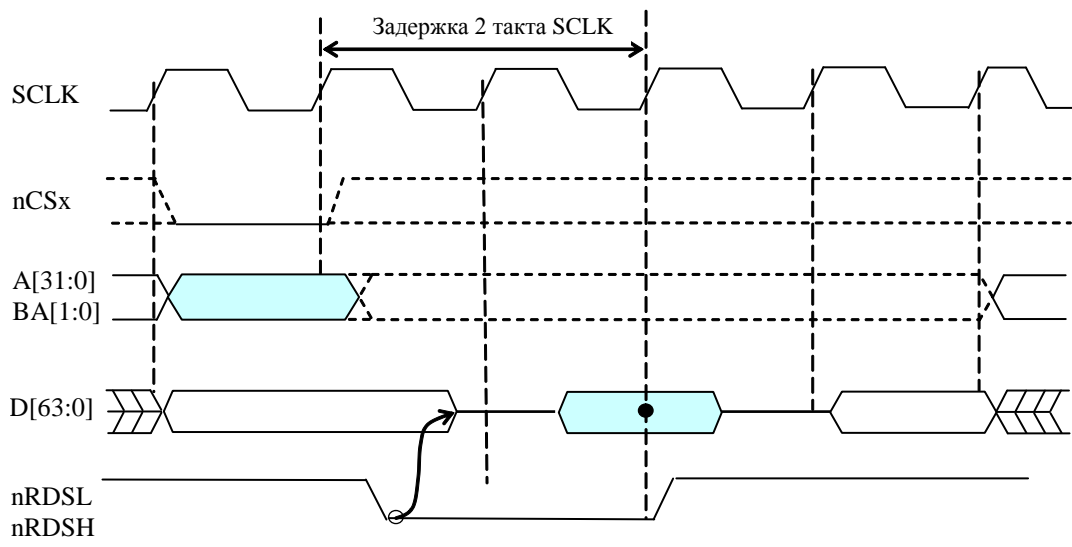 Задержка 2 такта SCLK
SCLK
nCSx
A[31:0]
BA[1:0]
D[63:0]
nRDSL
nRDSH